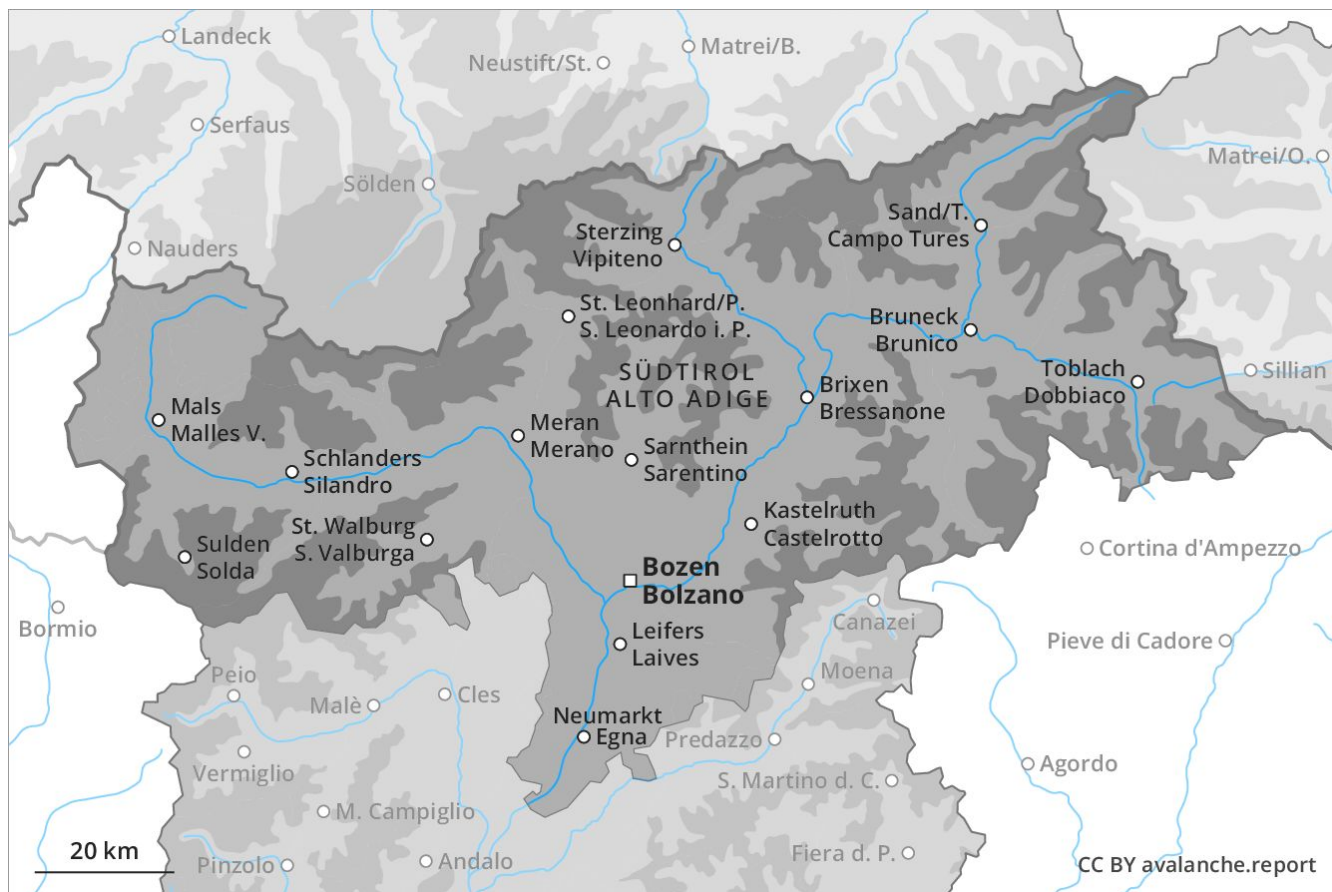 Landeck
Matrei/B.
Neustift/St.
Serfaus
Matrei/O.
Sölden
Nauders
Sand/T.
Campo Tures
Sterzing
Vipiteno
St. Leonhard/P.
S. Leonardo i. P.
Bruneck
Brunico
SÜDTIROL
ALTO ADIGE
Toblach
Dobbiaco
Sillian
Brixen
Bressanone
Mals
Malles V.
Meran
Merano
Sarnthein
Sarentino
Schlanders
Silandro
Kastelruth
Castelrotto
St. Walburg
S. Valburga
Sulden
Solda
Cortina d'Ampezzo
Bozen
Bolzano
Bormio
Canazei
Leifers
Laives
Pieve di Cadore
Peio
Moena
Malè
Cles
Neumarkt
Egna
Predazzo
Vermiglio
Agordo
S. Martino d. C.
M. Campiglio
20 km
Pinzolo
Andalo
Fiera d. P.
CC BY avalanche.report